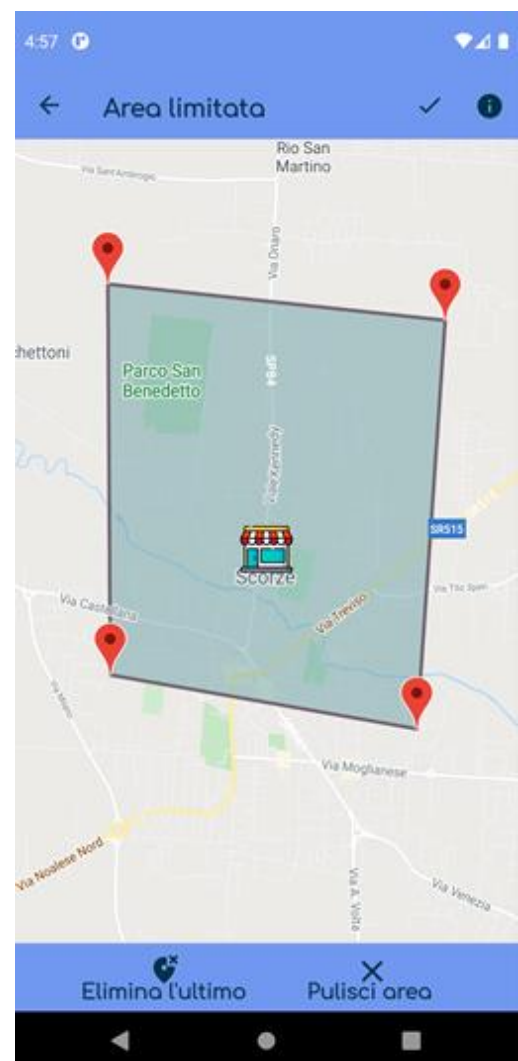 4:57
Area limitata
Rio San
Martino
Via Sant'Ambrogio
Via Onaro
chettoni
Parco San
Benedetto
SP84
Viale Kennedy
SR515
Scorzè
Via Tito Speri
Via Castellana
Via Treviso
Via Milano
Via Moglianese
Via Noalese Nord
Via A. Volta
Via Venezia
Elimina l'ultimo
Pulisci area